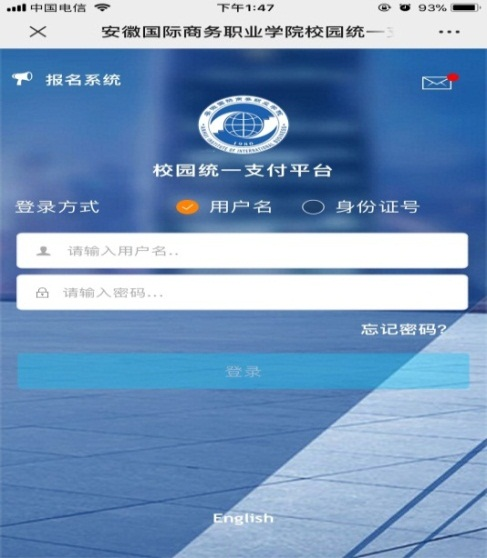 中国电信 下午1:47 93%
安徽国际商务职业学院校园统一
报名系统
1956
校园统一支付平台
登录方式 用户名 身份证号
请输入用户名..
请输入密码...
忘记密码?
登录
English